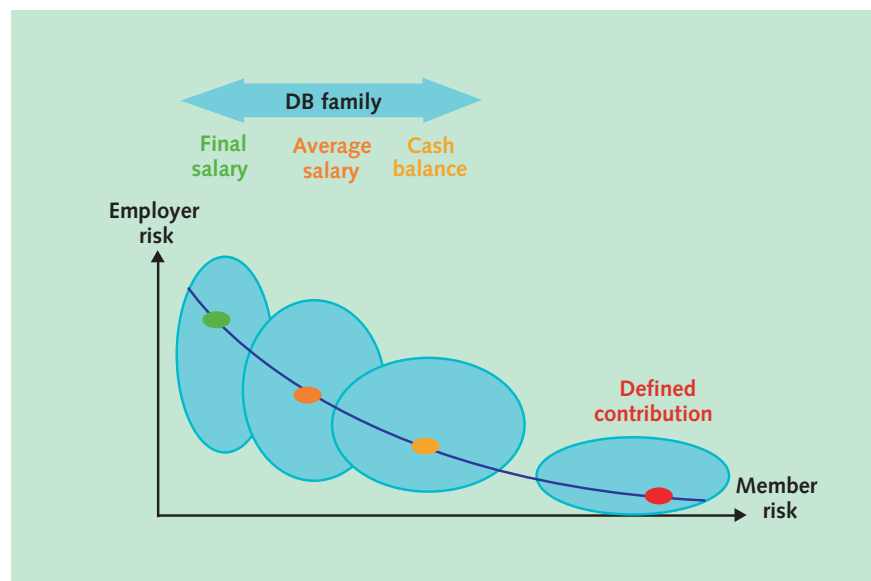 DB family
Final
salary
Average
salary
Cash
balance
Employer
risk
Defined
contribution
Member
risk